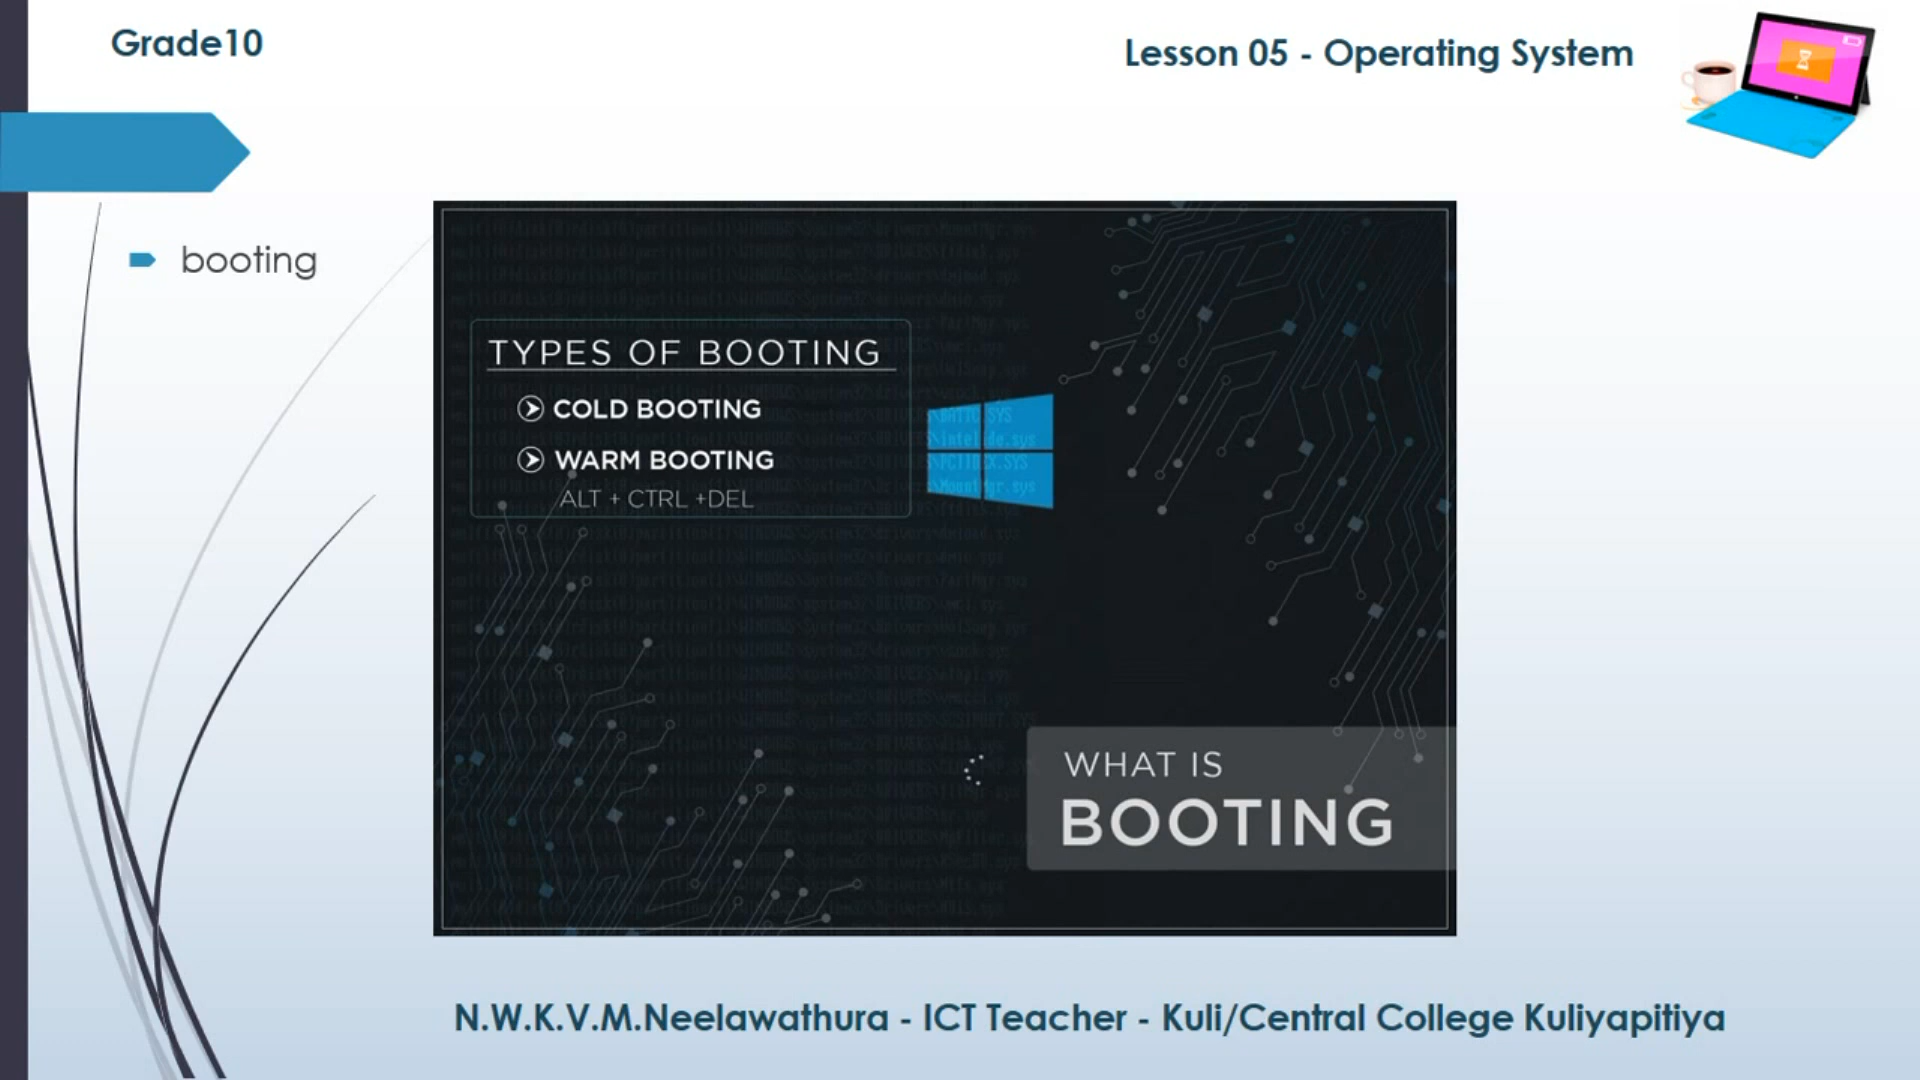 Grade10
Lesson 05 - Operating System
booting
TYPES OF BOOTING
COLD BOOTING
WARM BOOTING
ALT + CTRL +DEL
WHAT IS
BOOTING
N.W.K.V.M.Neelawathura - ICT Teacher - Kuli/Central College Kuliyapitiya